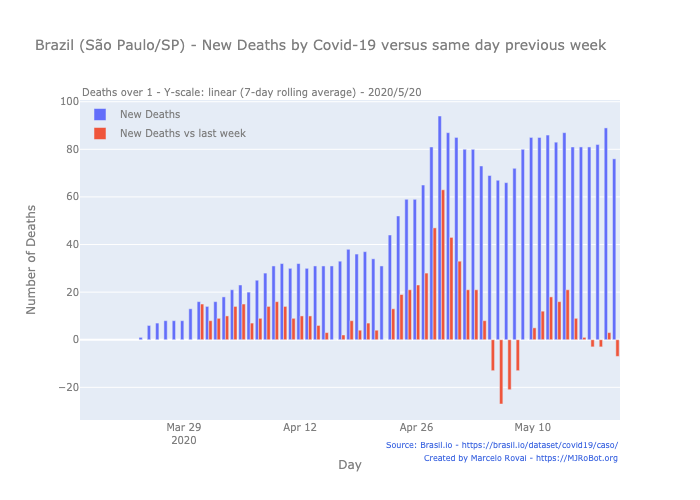 Brazil (São Paulo/SP) - New Deaths by Covid-19 versus same day previous week
Deaths over 1 - Y-scale: linear (7-day rolling average) - 2020/5/20
New Deaths
New Deaths vs last week
Number of Deaths
100
80
60
40
20
0
−20
Mar 29
2020
Apr 12
Apr 26
May 10
Day
Source: Brasil.io - https://brasil.io/dataset/covid19/caso/
Created by Marcelo Rovai - https://MJRoBot.org